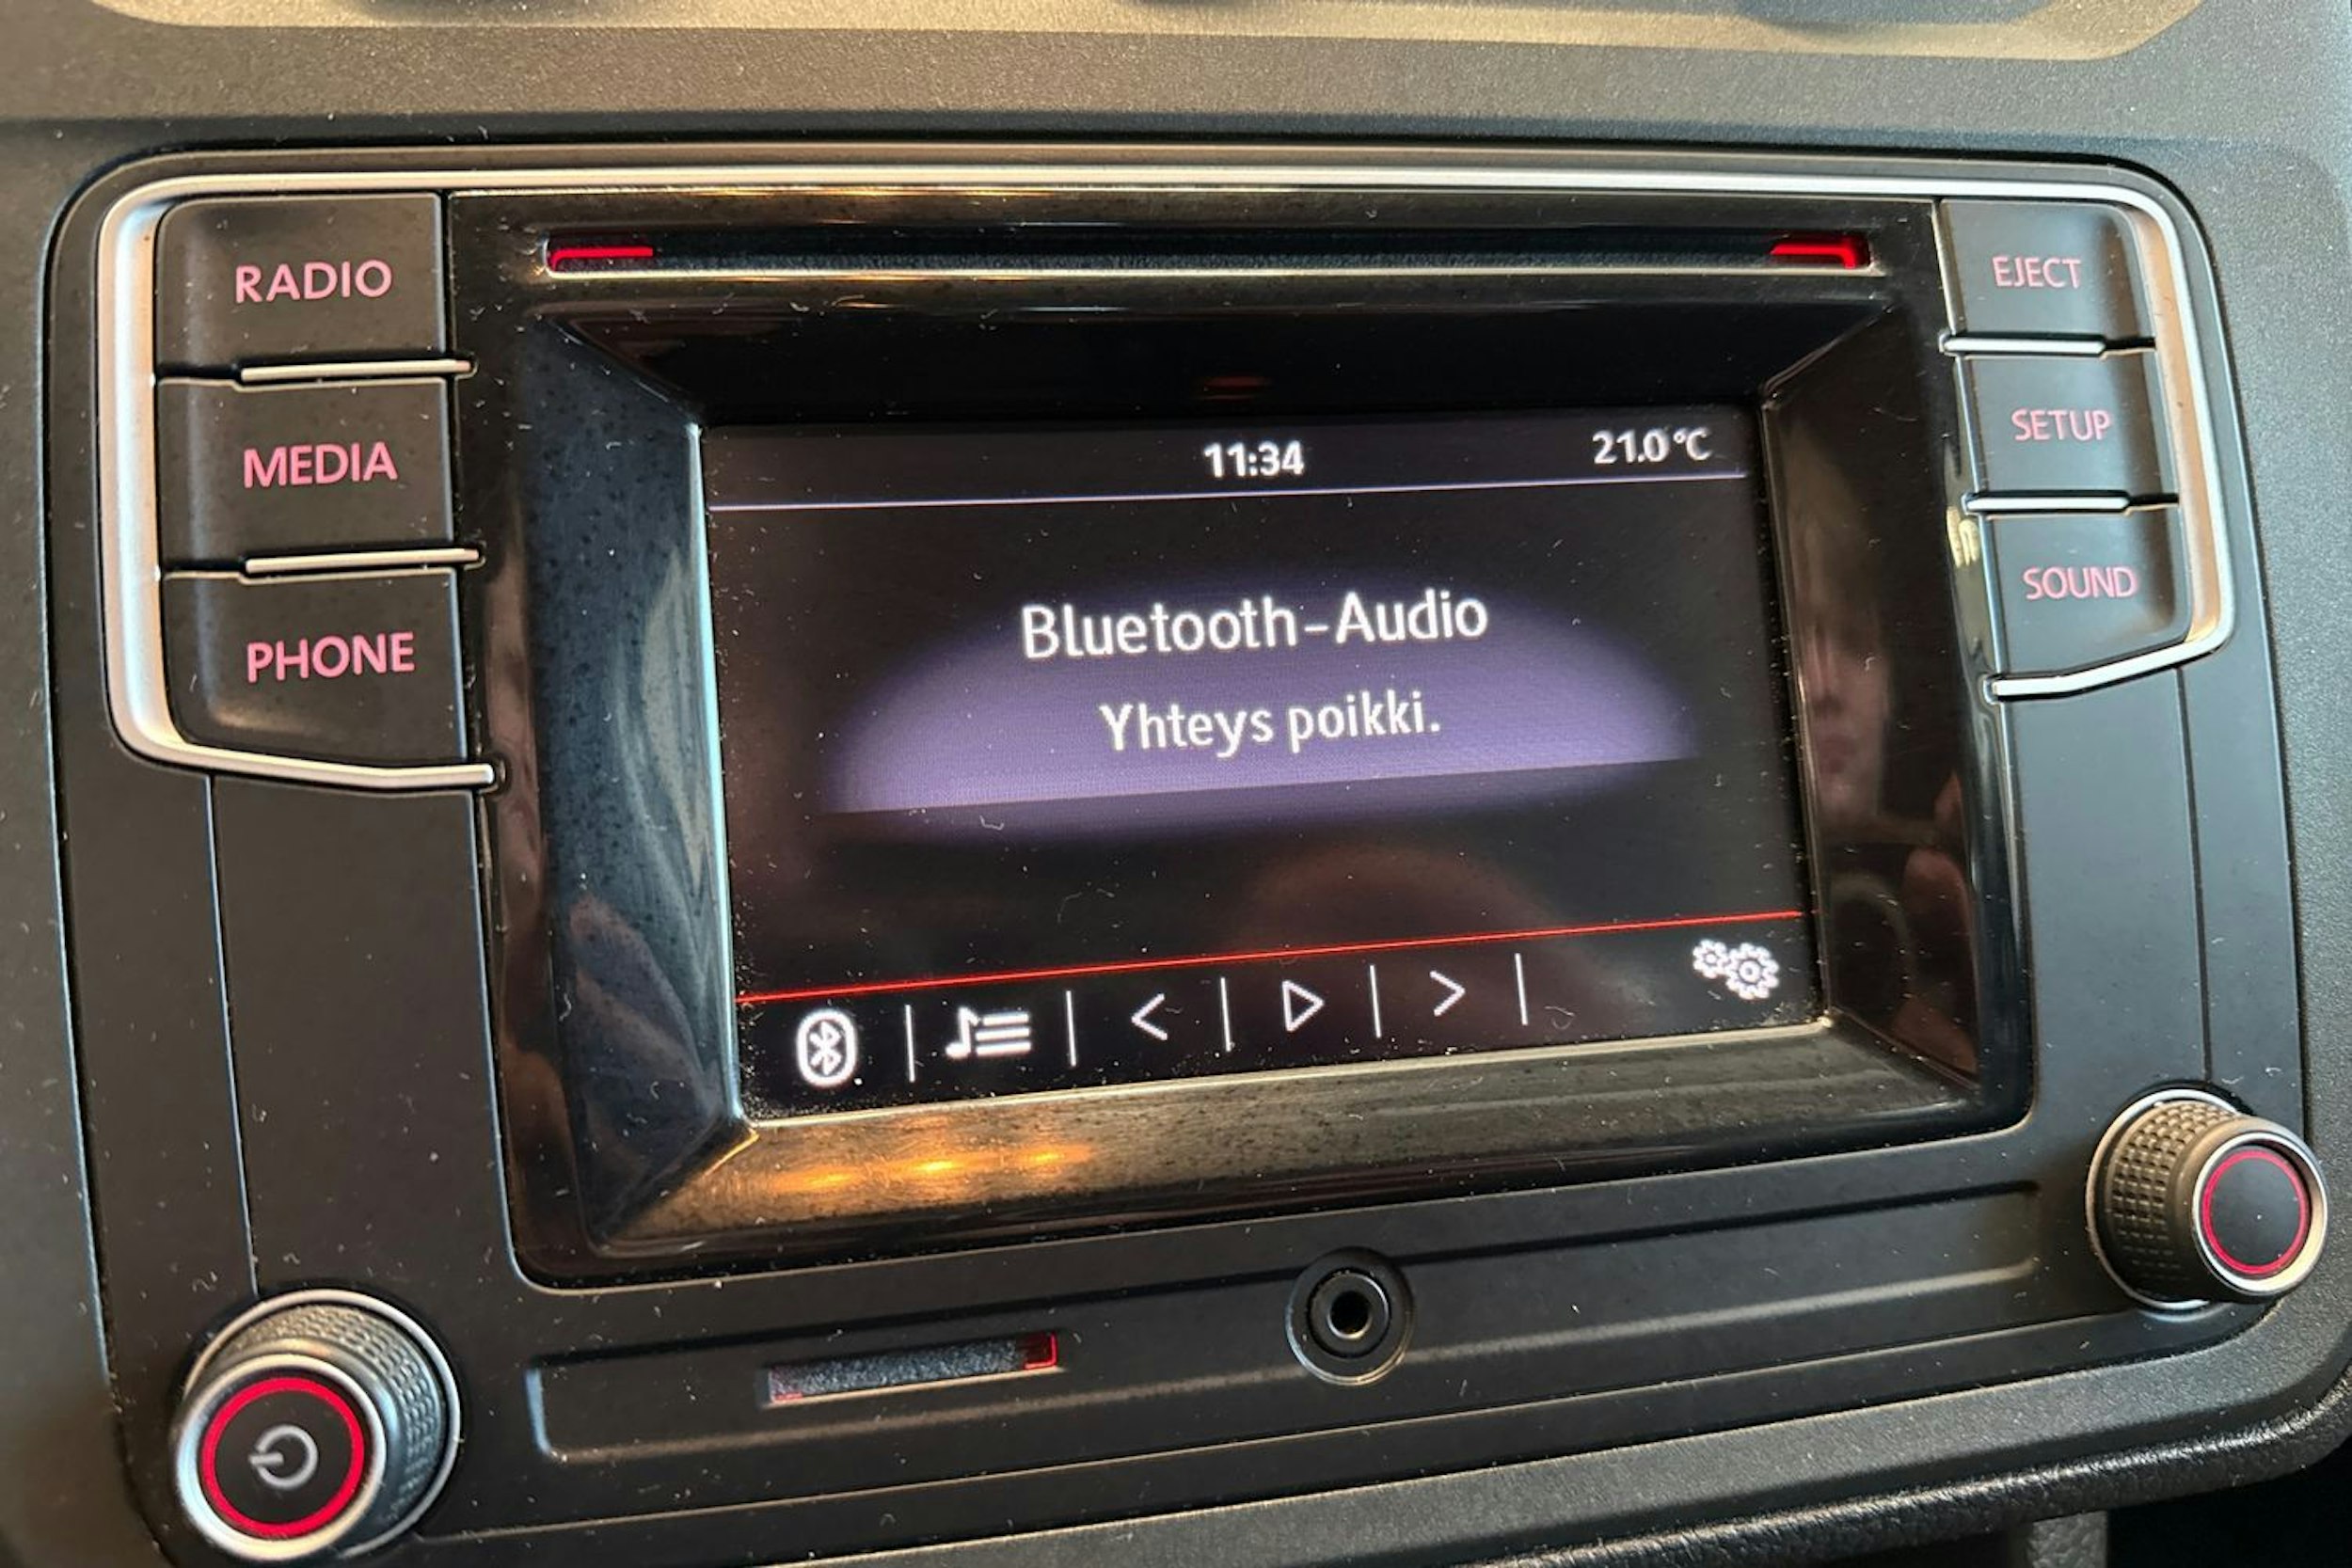 RADIO
MEDIA
PHONE
11:34
21.0°C
Bluetooth-Audio
Yhteys poikki.
EJECT
SETUP
SOUND